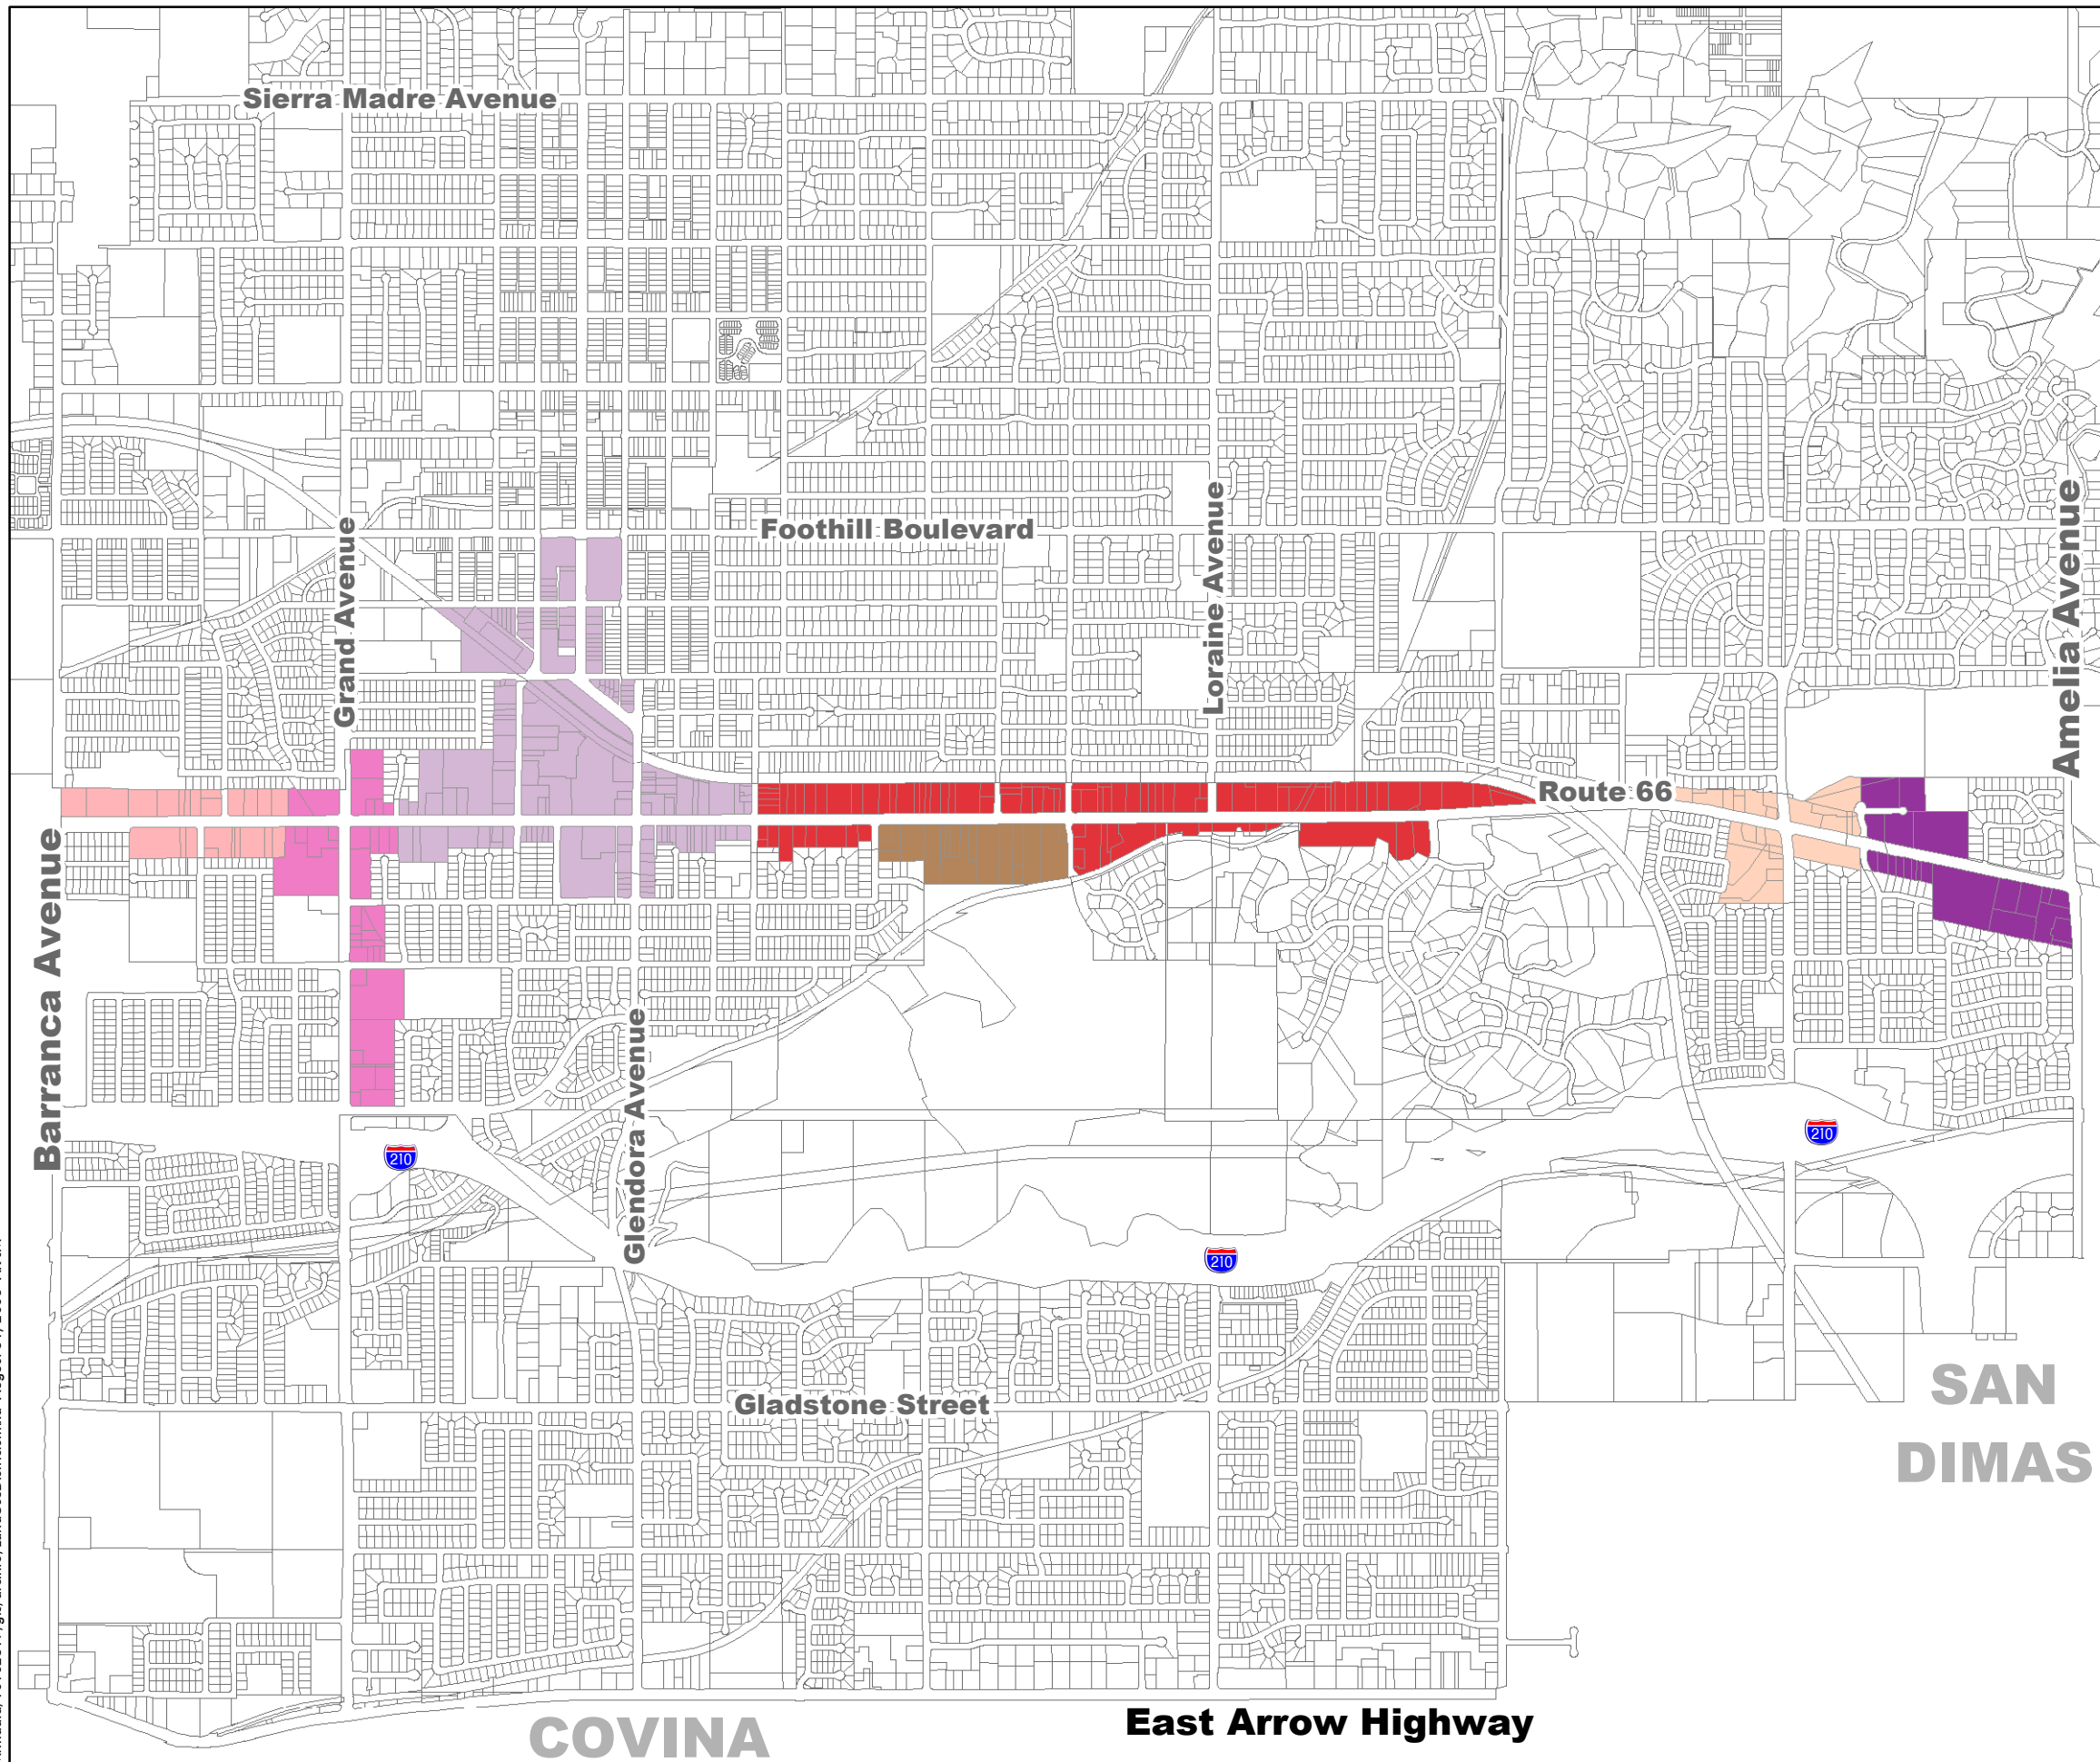 Sierra Madre Avenue
Foothill Boulevard
Grand Avenue
Loraine Avenue
Amelia Avenue
Route 66
Barranca Avenue
Glendora Avenue
210
210
210
Gladstone Street
SAN
DIMAS
COVINA
East Arrow Highway